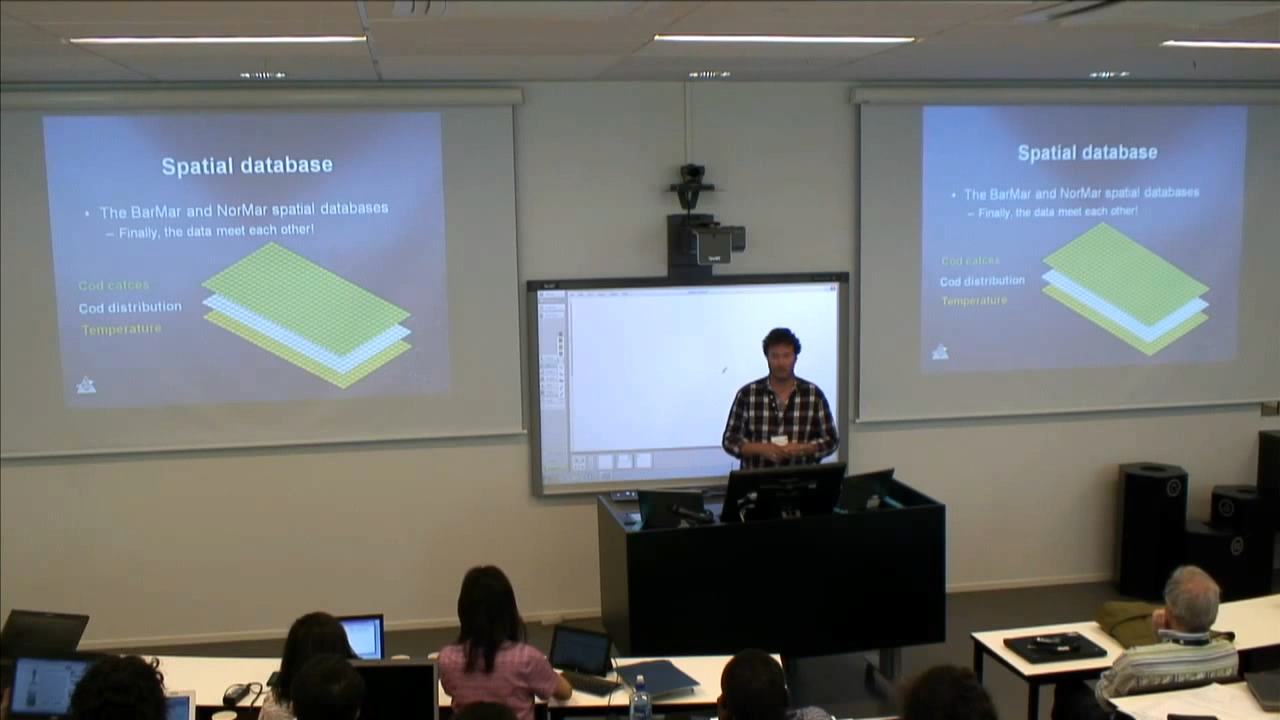 Spatial database
• The BarMar and NorMar spatial databases
– Finally, the data meet each other!
Cod catces
Cod distribution
Temperature
Spatial database
• The BarMar and NorMar spatial databases
– Finally, the data meet each other!
Cod catces
Cod distribution
Temperature